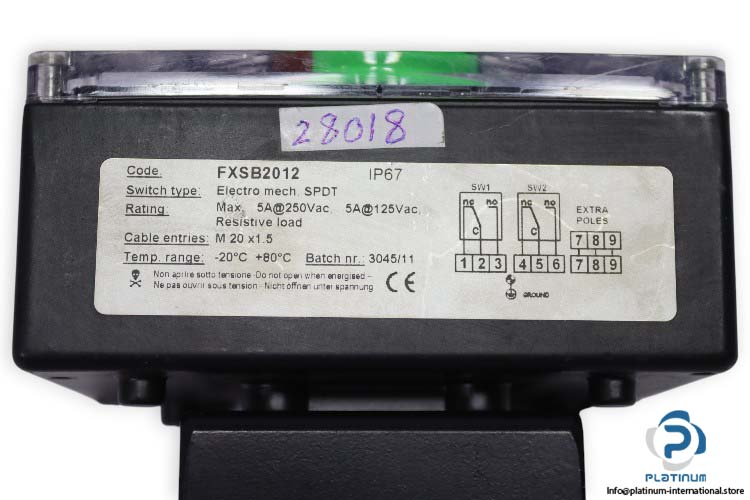 28018
Code. FXSB2012 IP67
Switch type: Electro mech. SPDT
Rating: Max. 5A@250Vac. 5A@125Vac.
Resistive load
Cable entries: M 20 x1.5
Temp. range: -20°C +80°C Batch nr.: 3045/11
Non aprire sotto tensione -Do not open when energised.-
Ne pas ouvrir sous tension - Nicht öffnen unter spannung
CE
SW1 SW2
nc no nc no
C C
EXTRA
POLES
7 8 9
1 2 3 4 5 6 7 8 9
GROUND
PLATINUM
Info@platinum-international.store